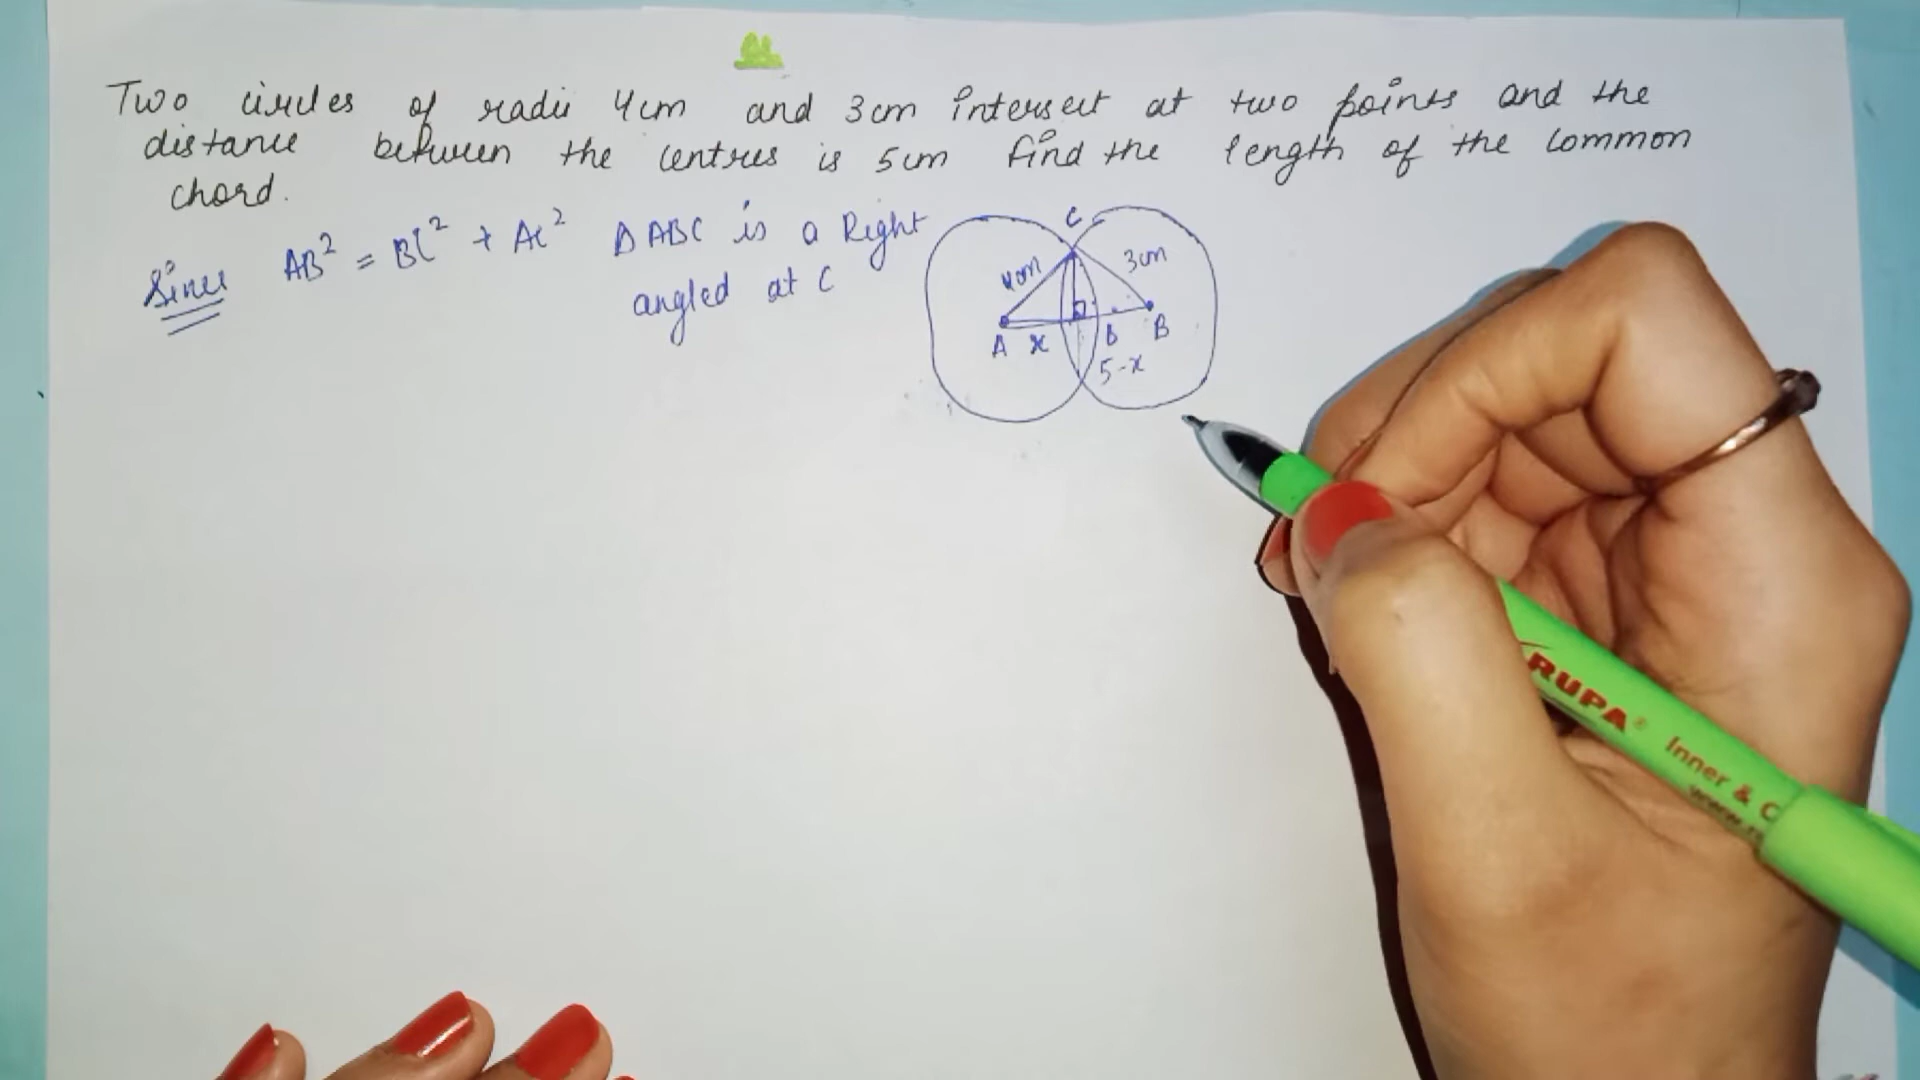 Two circles of radii 4cm and 3cm intersect at two points and the
distance between the centres is 5cm find the length of the common
chord.
Since AB² = BC² + AC² Δ ABC is a Right
angled at C
C
4cm
3cm
A x B B
5-x
RUPA
Inner &